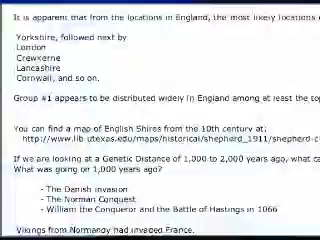 It is apparent that from the locations in England, the most likely locations
Yorkshire, followed next by
London
Crewkerne
Lancashire
Cornwall, and so on.
Group #1 appears to be distributed widely in England among at least the to
You can find a map of English Shires from the 10th century at:
http://www.lib.utexas.edu/maps/historical/shepherd_1911/shepherd-c
If we are looking at a Genetic Distance of 1,000 to 2,000 years ago, what ca
What was going on 1,000 years ago?
- The Danish invasion
- The Norman Conquest
- William the Conqueror and the Battle of Hastings in 1066
Vikings from Normandy had invaded France.